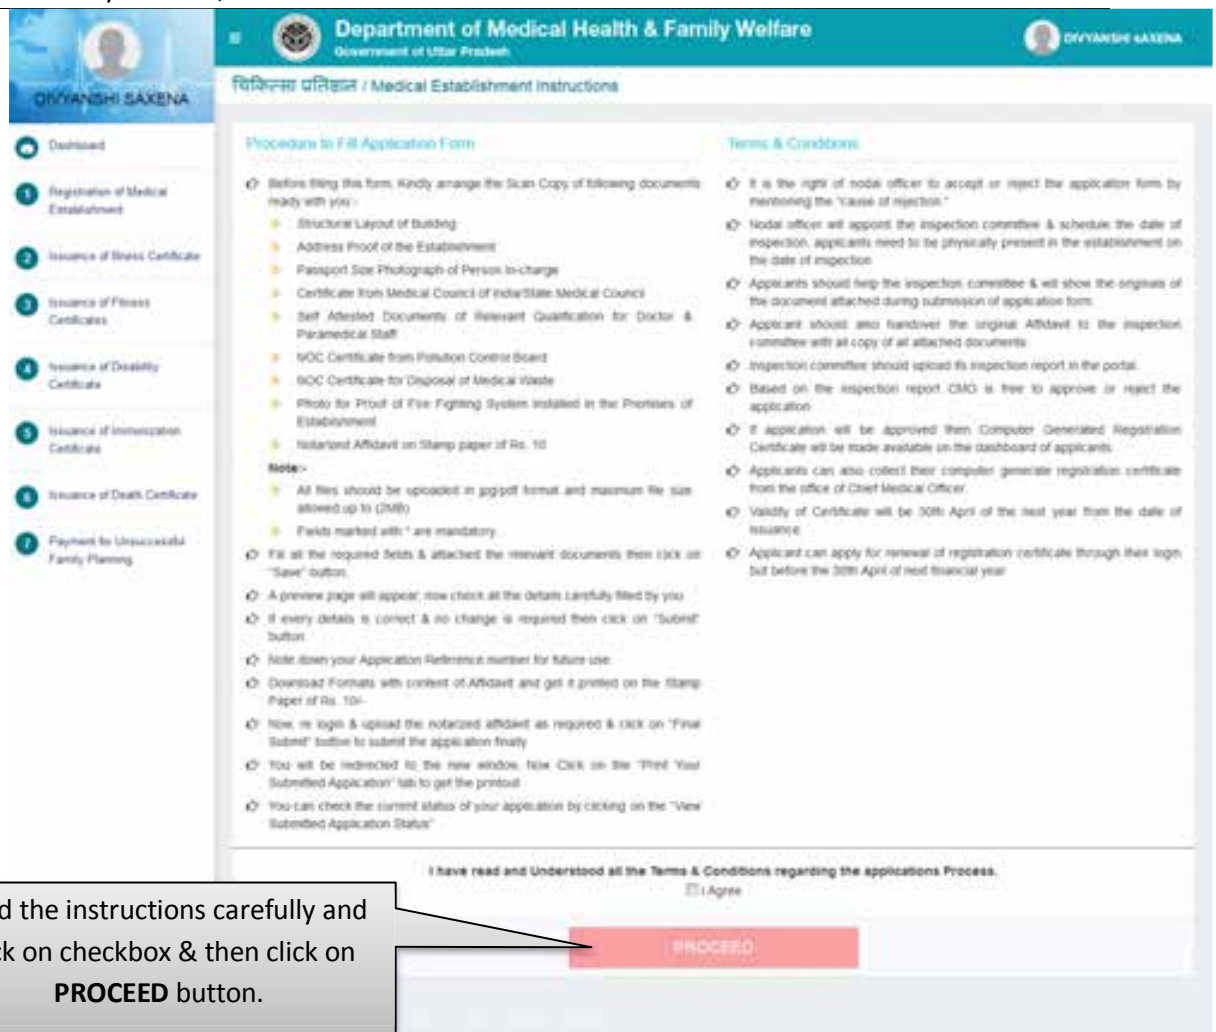 Department of Medical Health & Family Welfare
Government of Uttar Pradesh
DIVYANSHI SAXENA
DIVYANSHI SAXENA
चिकित्सा प्रतिष्ठान / Medical Establishment Instructions
Dashboard
1 Registration of Medical
Establishment
2 Issuance of Illness Certificate
3 Issuance of Fitness
Certificates
4 Issuance of Disability
Certificate
5 Issuance of Immunization
Certificate
6 Issuance of Death Certificate
7 Payment for Unsuccessful
Family Planning
Procedure to Fill Application Form
Before filling this form, Kindly arrange the Scan Copy of following documents
ready with you:-
Structural Layout of Building
Address Proof of the Establishment
Passport Size Photograph of Person In-charge
Certificate from Medical Council of India/State Medical Council
Self Attested Documents of Relevant Qualification for Doctor &
Paramedical Staff
NOC Certificate from Pollution Control Board
NOC Certificate for Disposal of Medical Waste
Photo for Proof of Fire Fighting System installed in the Premises of
Establishment
Notarized Affidavit on Stamp paper of Rs. 10
Note:-
All files should be uploaded in jpg/pdf format and maximum file size
allowed up to (2MB)
Fields marked with * are mandatory.
Fill all the required fields & attached the relevant documents then click on
"Save" button.
A preview page will appear, now check all the details carefully filled by you
If every details is correct & no change is required then click on "Submit"
button
Note down your Application Reference number for future use.
Download Formats with content of Affidavit and get it printed on the Stamp
Paper of Rs. 10/-
Now, re login & upload the notarized affidavit as required & click on "Final
Submit" button to submit the application finally
You will be redirected to the new window. Now Click on the "Print Your
Submitted Application" tab to get the printout
You can check the current status of your application by clicking on the "View
Submitted Application Status"
Terms & Conditions
It is the right of nodal officer to accept or reject the application form by
mentioning the "cause of rejection."
Nodal officer will appoint the inspection committee & schedule the date of
inspection, applicants need to be physically present in the establishment on
the date of inspection
Applicants should help the inspection committee & will show the originals of
the document attached during submission of application form.
Applicant should also handover the original Affidavit to the inspection
committee with all copy of all attached documents.
Inspection committee should upload its inspection report in the portal.
Based on the inspection report CMO is free to approve or reject the
application
If application will be approved then Computer Generated Registration
Certificate will be made available on the dashboard of applicants.
Applicants can also collect their computer generate registration certificate
from the office of Chief Medical Officer.
Validity of Certificate will be 30th April of the next year from the date of
issuance.
Applicant can apply for renewal of registration certificate through their login
but before the 30th April of next financial year
I have read and Understood all the Terms & Conditions regarding the applications Process.
I Agree
PROCEED
d the instructions carefully and
ck on checkbox & then click on
PROCEED button.